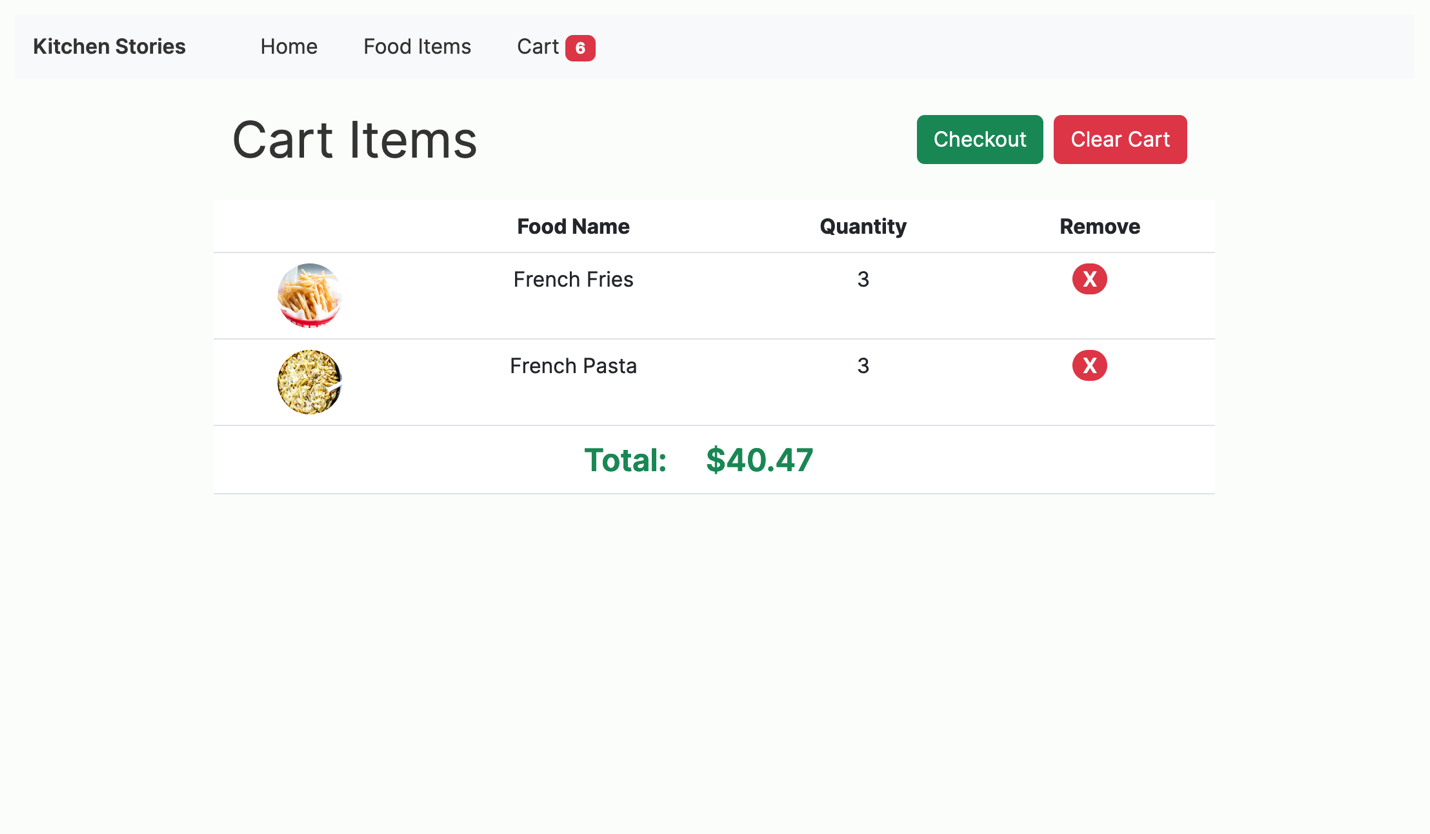 Kitchen Stories Home Food Items Cart 6
Cart Items Checkout Clear Cart
Food Name Quantity Remove
French Fries 3 X
French Pasta 3 X
Total: $40.47